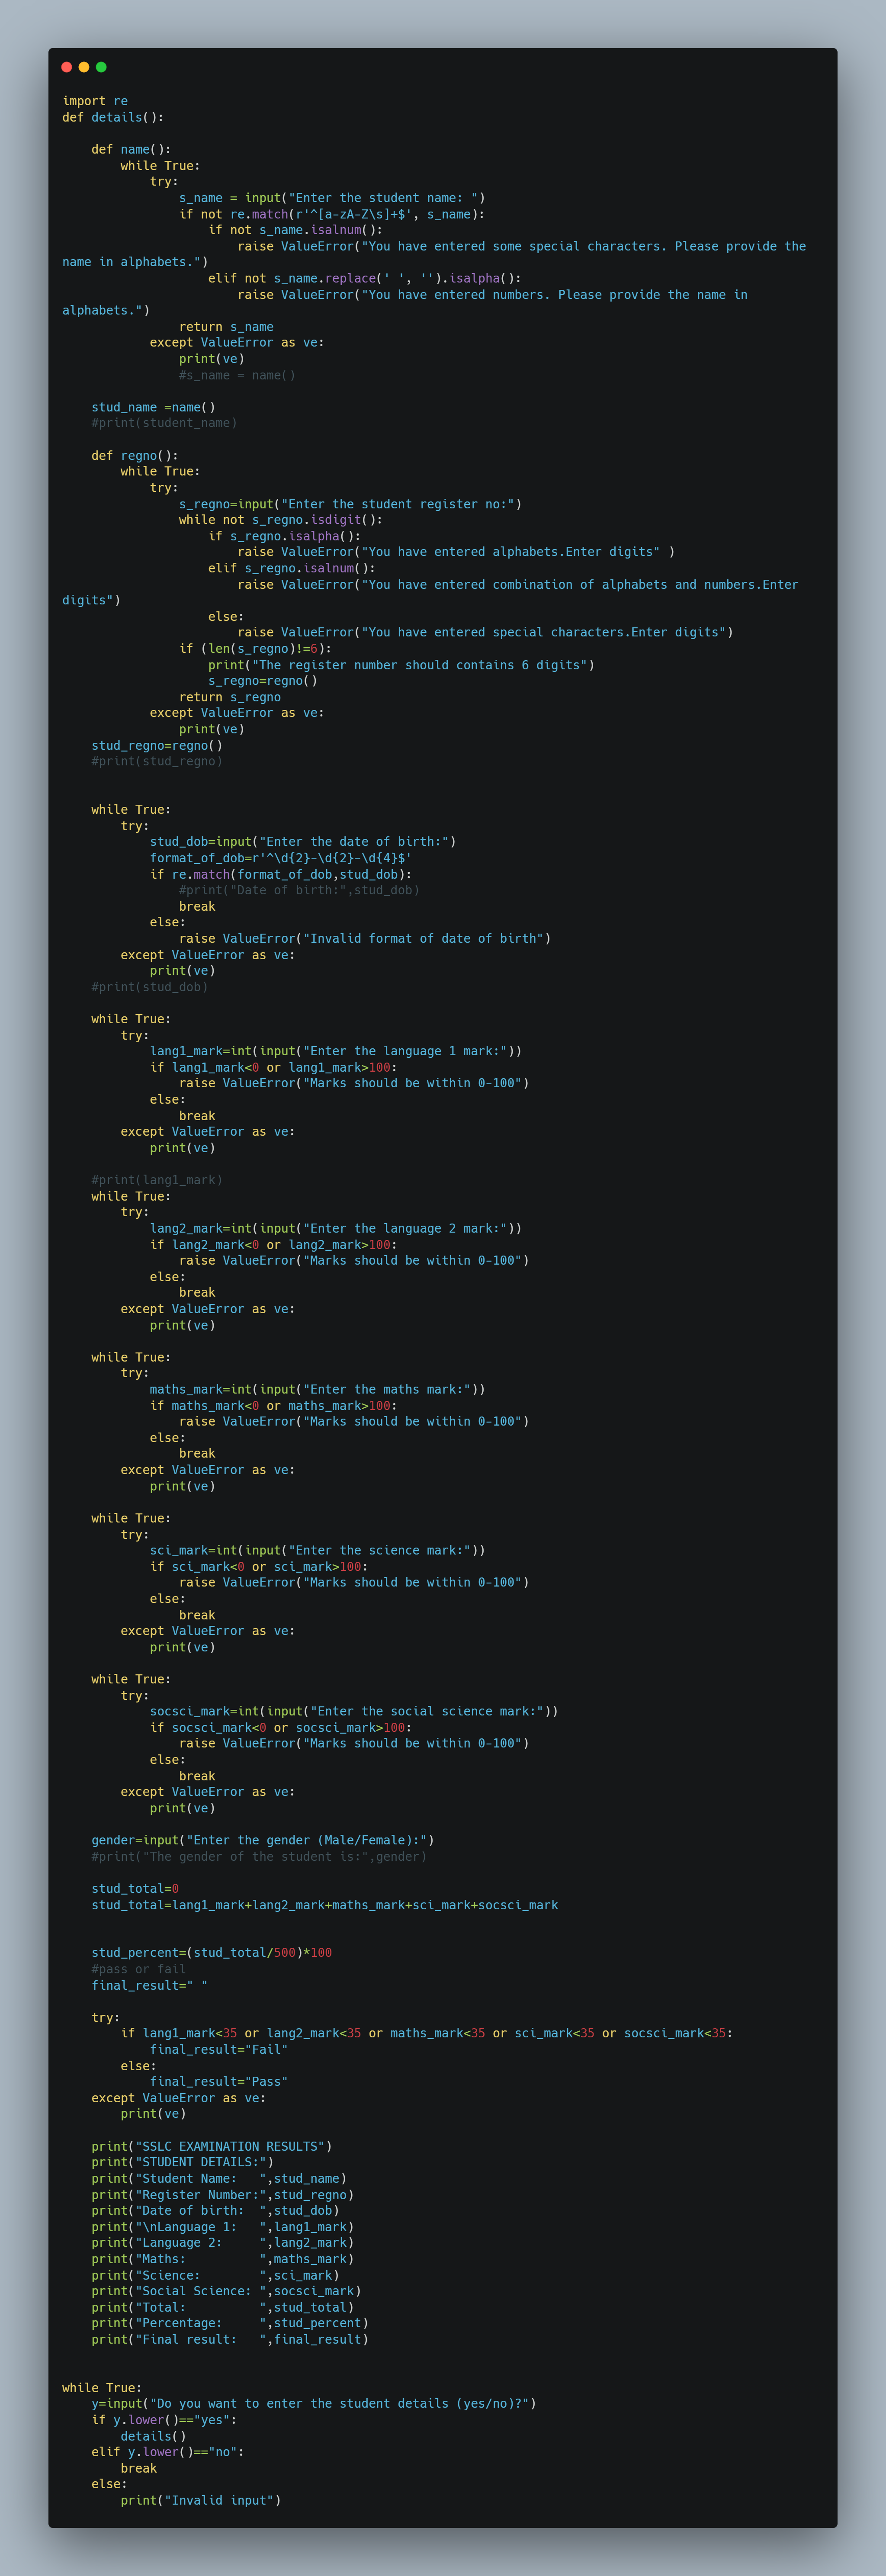 import re
def details():

    def name():
        while True:
            try:
                s_name = input("Enter the student name: ")
                if not re.match(r'^[a-zA-Z\s]+$', s_name):
                    if not s_name.isalnum():
                        raise ValueError("You have entered some special characters. Please provide the
name in alphabets.")
                    elif not s_name.replace(' ', '').isalpha():
                        raise ValueError("You have entered numbers. Please provide the name in
alphabets.")
                return s_name
            except ValueError as ve:
                print(ve)
                #s_name = name()

    stud_name =name()
    #print(student_name)

    def regno():
        while True:
            try:
                s_regno=input("Enter the student register no:")
                while not s_regno.isdigit():
                    if s_regno.isalpha():
                        raise ValueError("You have entered alphabets.Enter digits" )
                    elif s_regno.isalnum():
                        raise ValueError("You have entered combination of alphabets and numbers.Enter
digits")
                    else:
                        raise ValueError("You have entered special characters.Enter digits")
                if (len(s_regno)!=6):
                    print("The register number should contains 6 digits")
                    s_regno=regno()
                return s_regno
            except ValueError as ve:
                print(ve)
    stud_regno=regno()
    #print(stud_regno)


    while True:
        try:
            stud_dob=input("Enter the date of birth:")
            format_of_dob=r'^\d{2}-\d{2}-\d{4}$'
            if re.match(format_of_dob,stud_dob):
                #print("Date of birth:",stud_dob)
                break
            else:
                raise ValueError("Invalid format of date of birth")
        except ValueError as ve:
            print(ve)
    #print(stud_dob)

    while True:
        try:
            lang1_mark=int(input("Enter the language 1 mark:"))
            if lang1_mark<0 or lang1_mark>100:
                raise ValueError("Marks should be within 0-100")
            else:
                break
        except ValueError as ve:
            print(ve)

    #print(lang1_mark)
    while True:
        try:
            lang2_mark=int(input("Enter the language 2 mark:"))
            if lang2_mark<0 or lang2_mark>100:
                raise ValueError("Marks should be within 0-100")
            else:
                break
        except ValueError as ve:
            print(ve)

    while True:
        try:
            maths_mark=int(input("Enter the maths mark:"))
            if maths_mark<0 or maths_mark>100:
                raise ValueError("Marks should be within 0-100")
            else:
                break
        except ValueError as ve:
            print(ve)

    while True:
        try:
            sci_mark=int(input("Enter the science mark:"))
            if sci_mark<0 or sci_mark>100:
                raise ValueError("Marks should be within 0-100")
            else:
                break
        except ValueError as ve:
            print(ve)

    while True:
        try:
            socsci_mark=int(input("Enter the social science mark:"))
            if socsci_mark<0 or socsci_mark>100:
                raise ValueError("Marks should be within 0-100")
            else:
                break
        except ValueError as ve:
            print(ve)

    gender=input("Enter the gender (Male/Female):")
    #print("The gender of the student is:",gender)

    stud_total=0
    stud_total=lang1_mark+lang2_mark+maths_mark+sci_mark+socsci_mark


    stud_percent=(stud_total/500)*100
    #pass or fail
    final_result=" "

    try:
        if lang1_mark<35 or lang2_mark<35 or maths_mark<35 or sci_mark<35 or socsci_mark<35:
            final_result="Fail"
        else:
            final_result="Pass"
    except ValueError as ve:
        print(ve)

    print("SSLC EXAMINATION RESULTS")
    print("STUDENT DETAILS:")
    print("Student Name:   ",stud_name)
    print("Register Number:",stud_regno)
    print("Date of birth:  ",stud_dob)
    print("\nLanguage 1:   ",lang1_mark)
    print("Language 2:     ",lang2_mark)
    print("Maths:          ",maths_mark)
    print("Science:        ",sci_mark)
    print("Social Science: ",socsci_mark)
    print("Total:          ",stud_total)
    print("Percentage:     ",stud_percent)
    print("Final result:   ",final_result)


while True:
    y=input("Do you want to enter the student details (yes/no)?")
    if y.lower()=="yes":
        details()
    elif y.lower()=="no":
        break
    else:
        print("Invalid input")